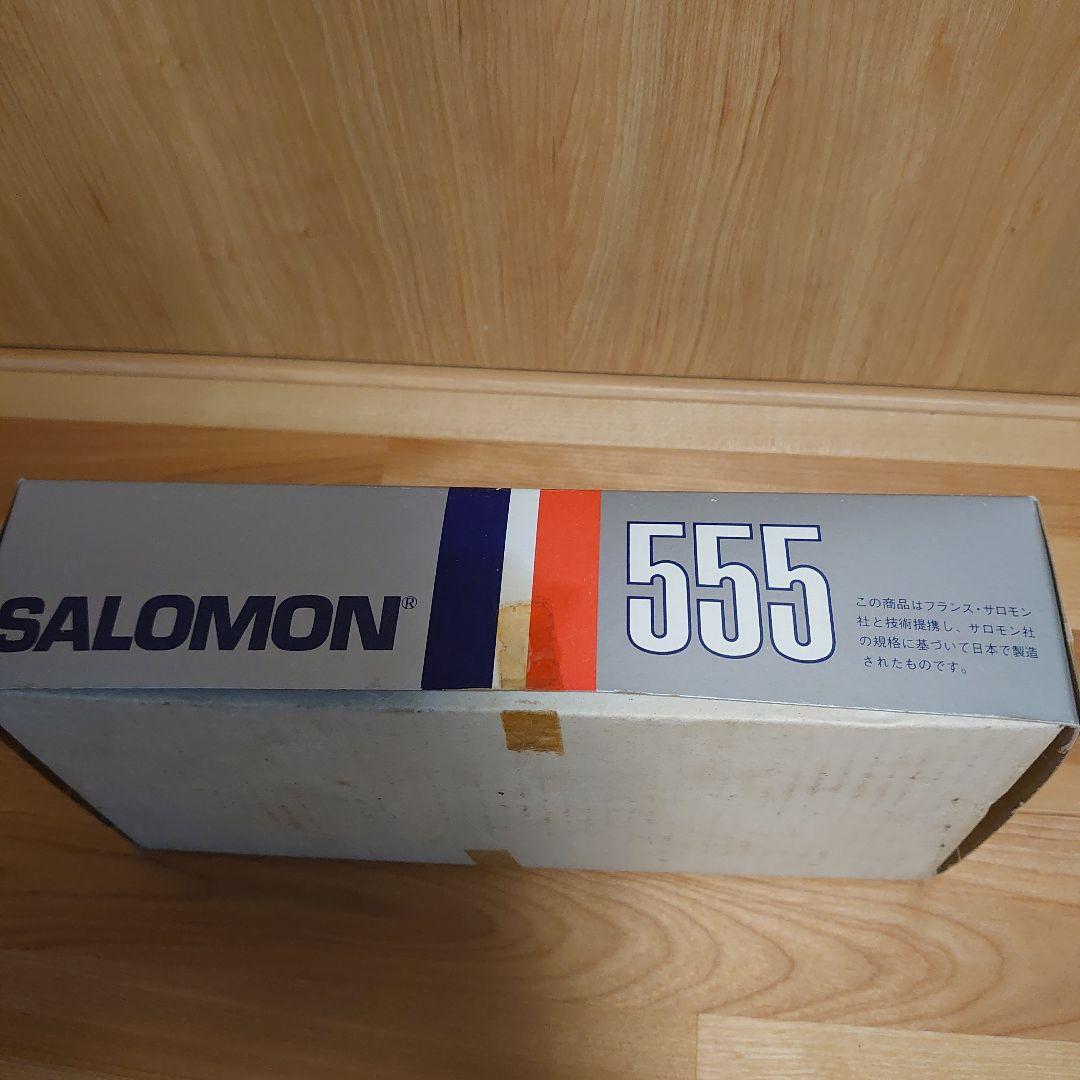 SALOMON®
555
この商品はフランス・サロモン
社と技術提携し、サロモン社
の規格に基づいて日本で製造
されたものです。